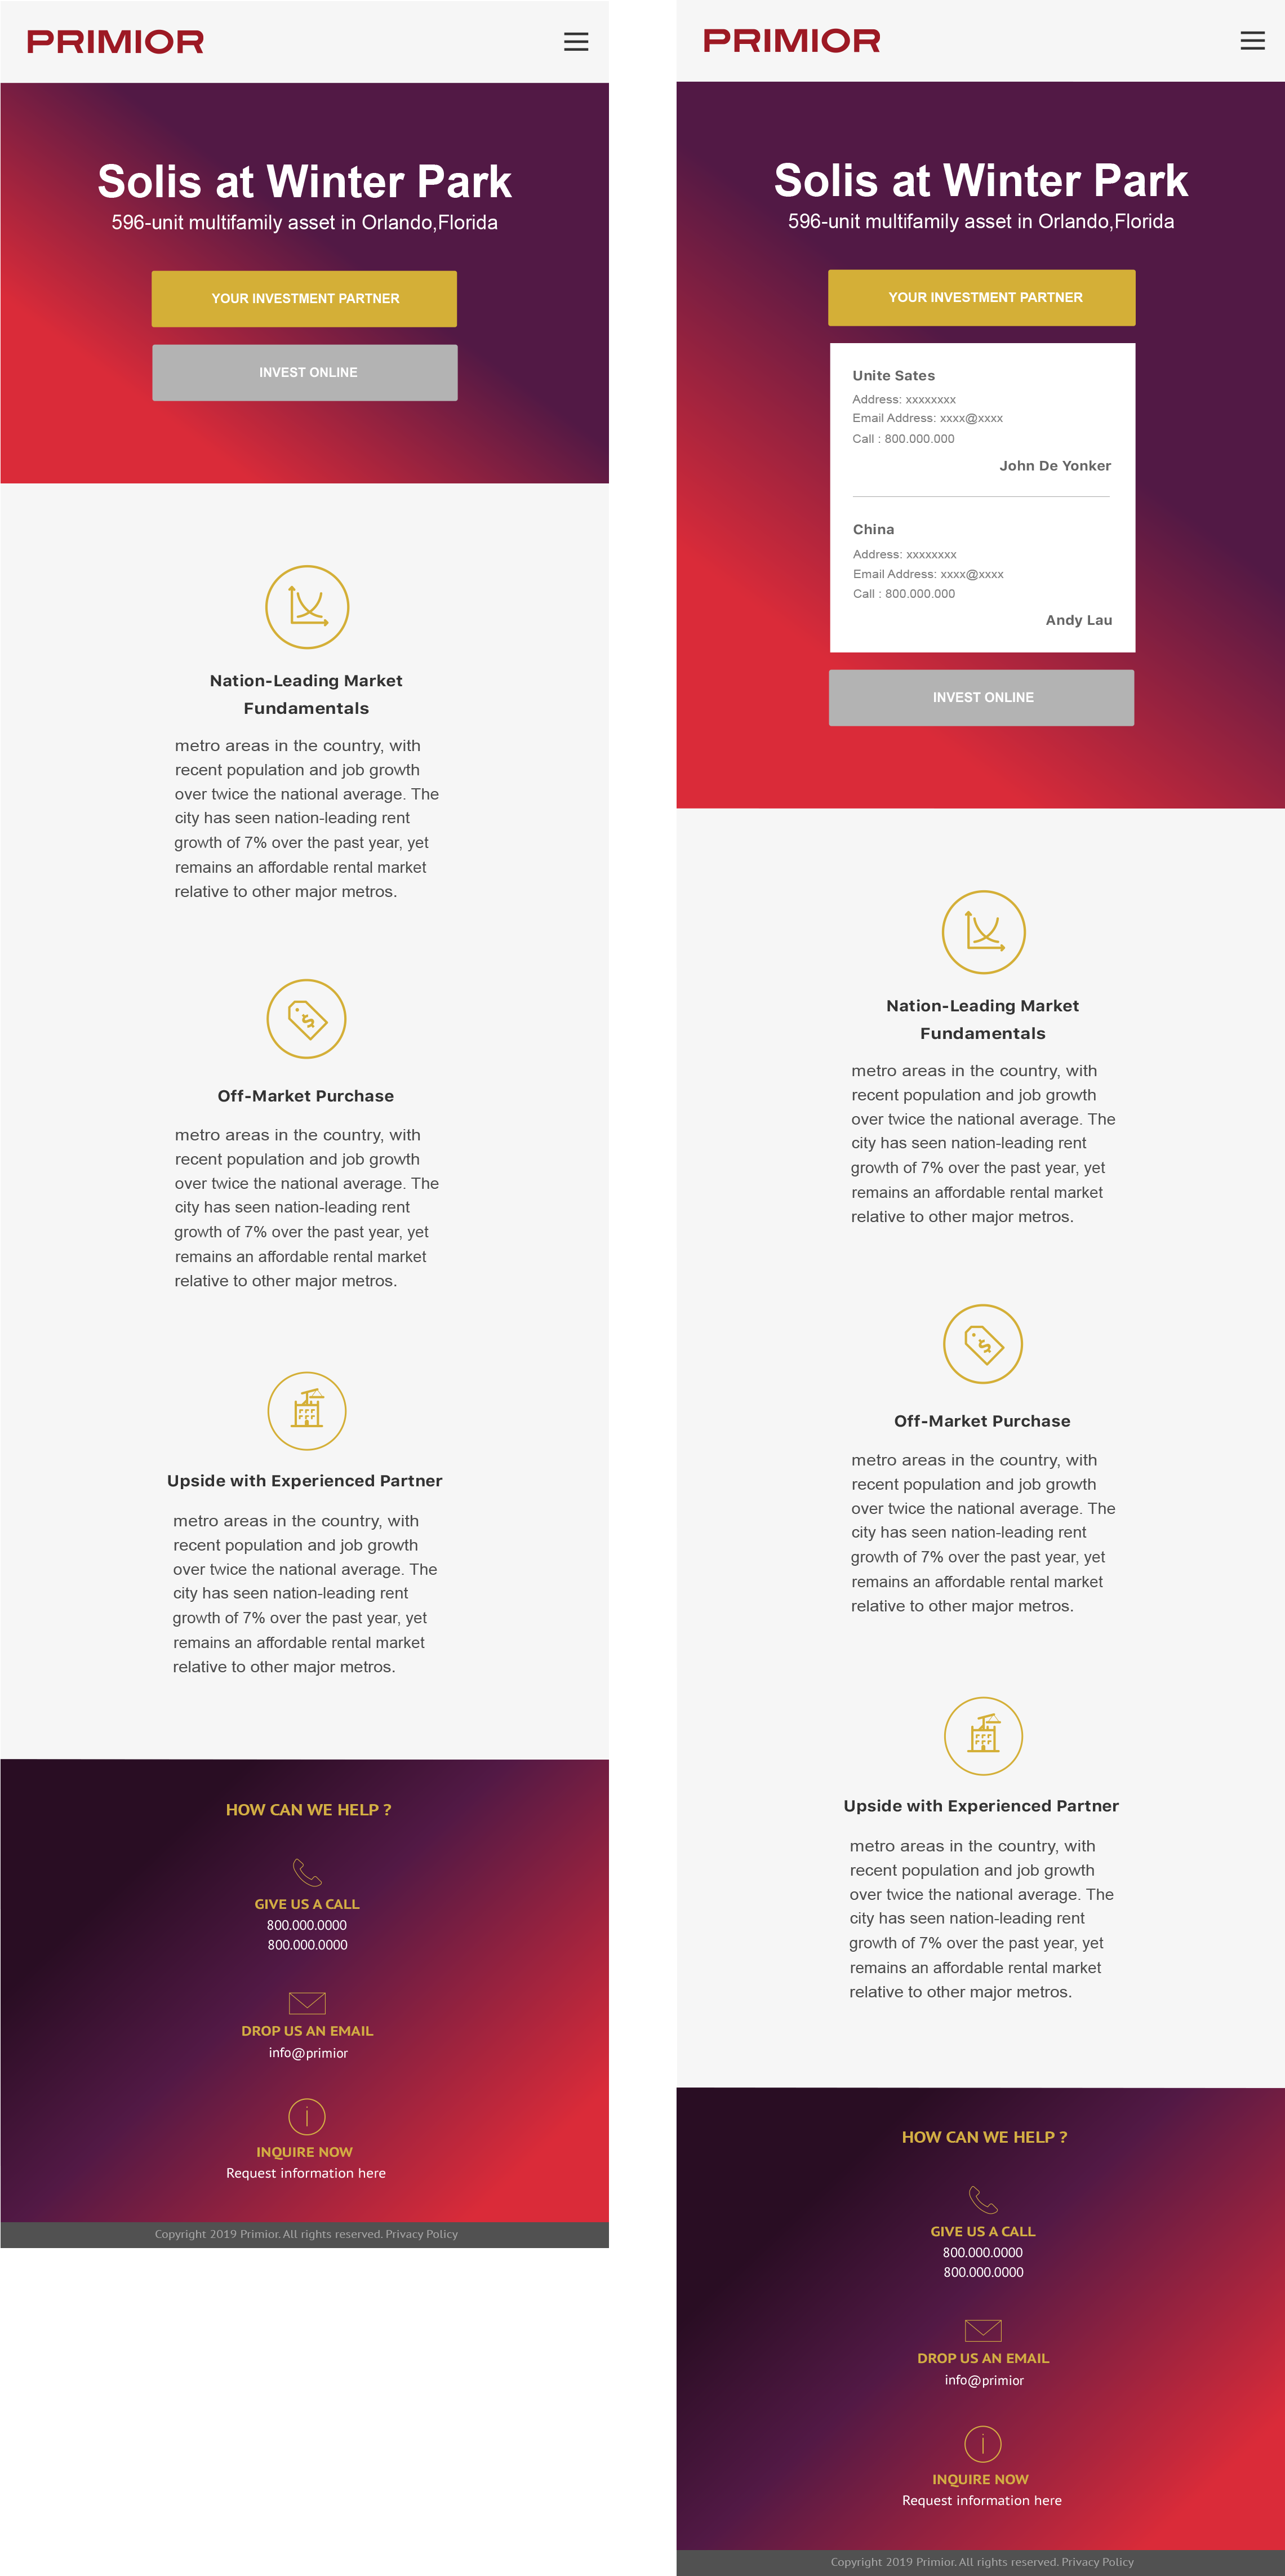 PRIMIOR
Solis at Winter Park
596-unit multifamily asset in Orlando,Florida
YOUR INVESTMENT PARTNER
INVEST ONLINE
Nation-Leading Market
Fundamentals
metro areas in the country, with
recent population and job growth
over twice the national average. The
city has seen nation-leading rent
growth of 7% over the past year, yet
remains an affordable rental market
relative to other major metros.
Off-Market Purchase
metro areas in the country, with
recent population and job growth
over twice the national average. The
city has seen nation-leading rent
growth of 7% over the past year, yet
remains an affordable rental market
relative to other major metros.
Upside with Experienced Partner
metro areas in the country, with
recent population and job growth
over twice the national average. The
city has seen nation-leading rent
growth of 7% over the past year, yet
remains an affordable rental market
relative to other major metros.
HOW CAN WE HELP ?
GIVE US A CALL
800.000.0000
800.000.0000
DROP US AN EMAIL
info@primior
INQUIRE NOW
Request information here
Copyright 2019 Primior. All rights reserved. Privacy Policy
PRIMIOR
Solis at Winter Park
596-unit multifamily asset in Orlando,Florida
YOUR INVESTMENT PARTNER
Unite Sates
Address: xxxxxxxx
Email Address: xxxx@xxxx
Call : 800.000.000
John De Yonker
China
Address: xxxxxxxx
Email Address: xxxx@xxxx
Call : 800.000.000
Andy Lau
INVEST ONLINE
Nation-Leading Market
Fundamentals
metro areas in the country, with
recent population and job growth
over twice the national average. The
city has seen nation-leading rent
growth of 7% over the past year, yet
remains an affordable rental market
relative to other major metros.
Off-Market Purchase
metro areas in the country, with
recent population and job growth
over twice the national average. The
city has seen nation-leading rent
growth of 7% over the past year, yet
remains an affordable rental market
relative to other major metros.
Upside with Experienced Partner
metro areas in the country, with
recent population and job growth
over twice the national average. The
city has seen nation-leading rent
growth of 7% over the past year, yet
remains an affordable rental market
relative to other major metros.
HOW CAN WE HELP ?
GIVE US A CALL
800.000.0000
800.000.0000
DROP US AN EMAIL
info@primior
INQUIRE NOW
Request information here
Copyright 2019 Primior. All rights reserved. Privacy Policy